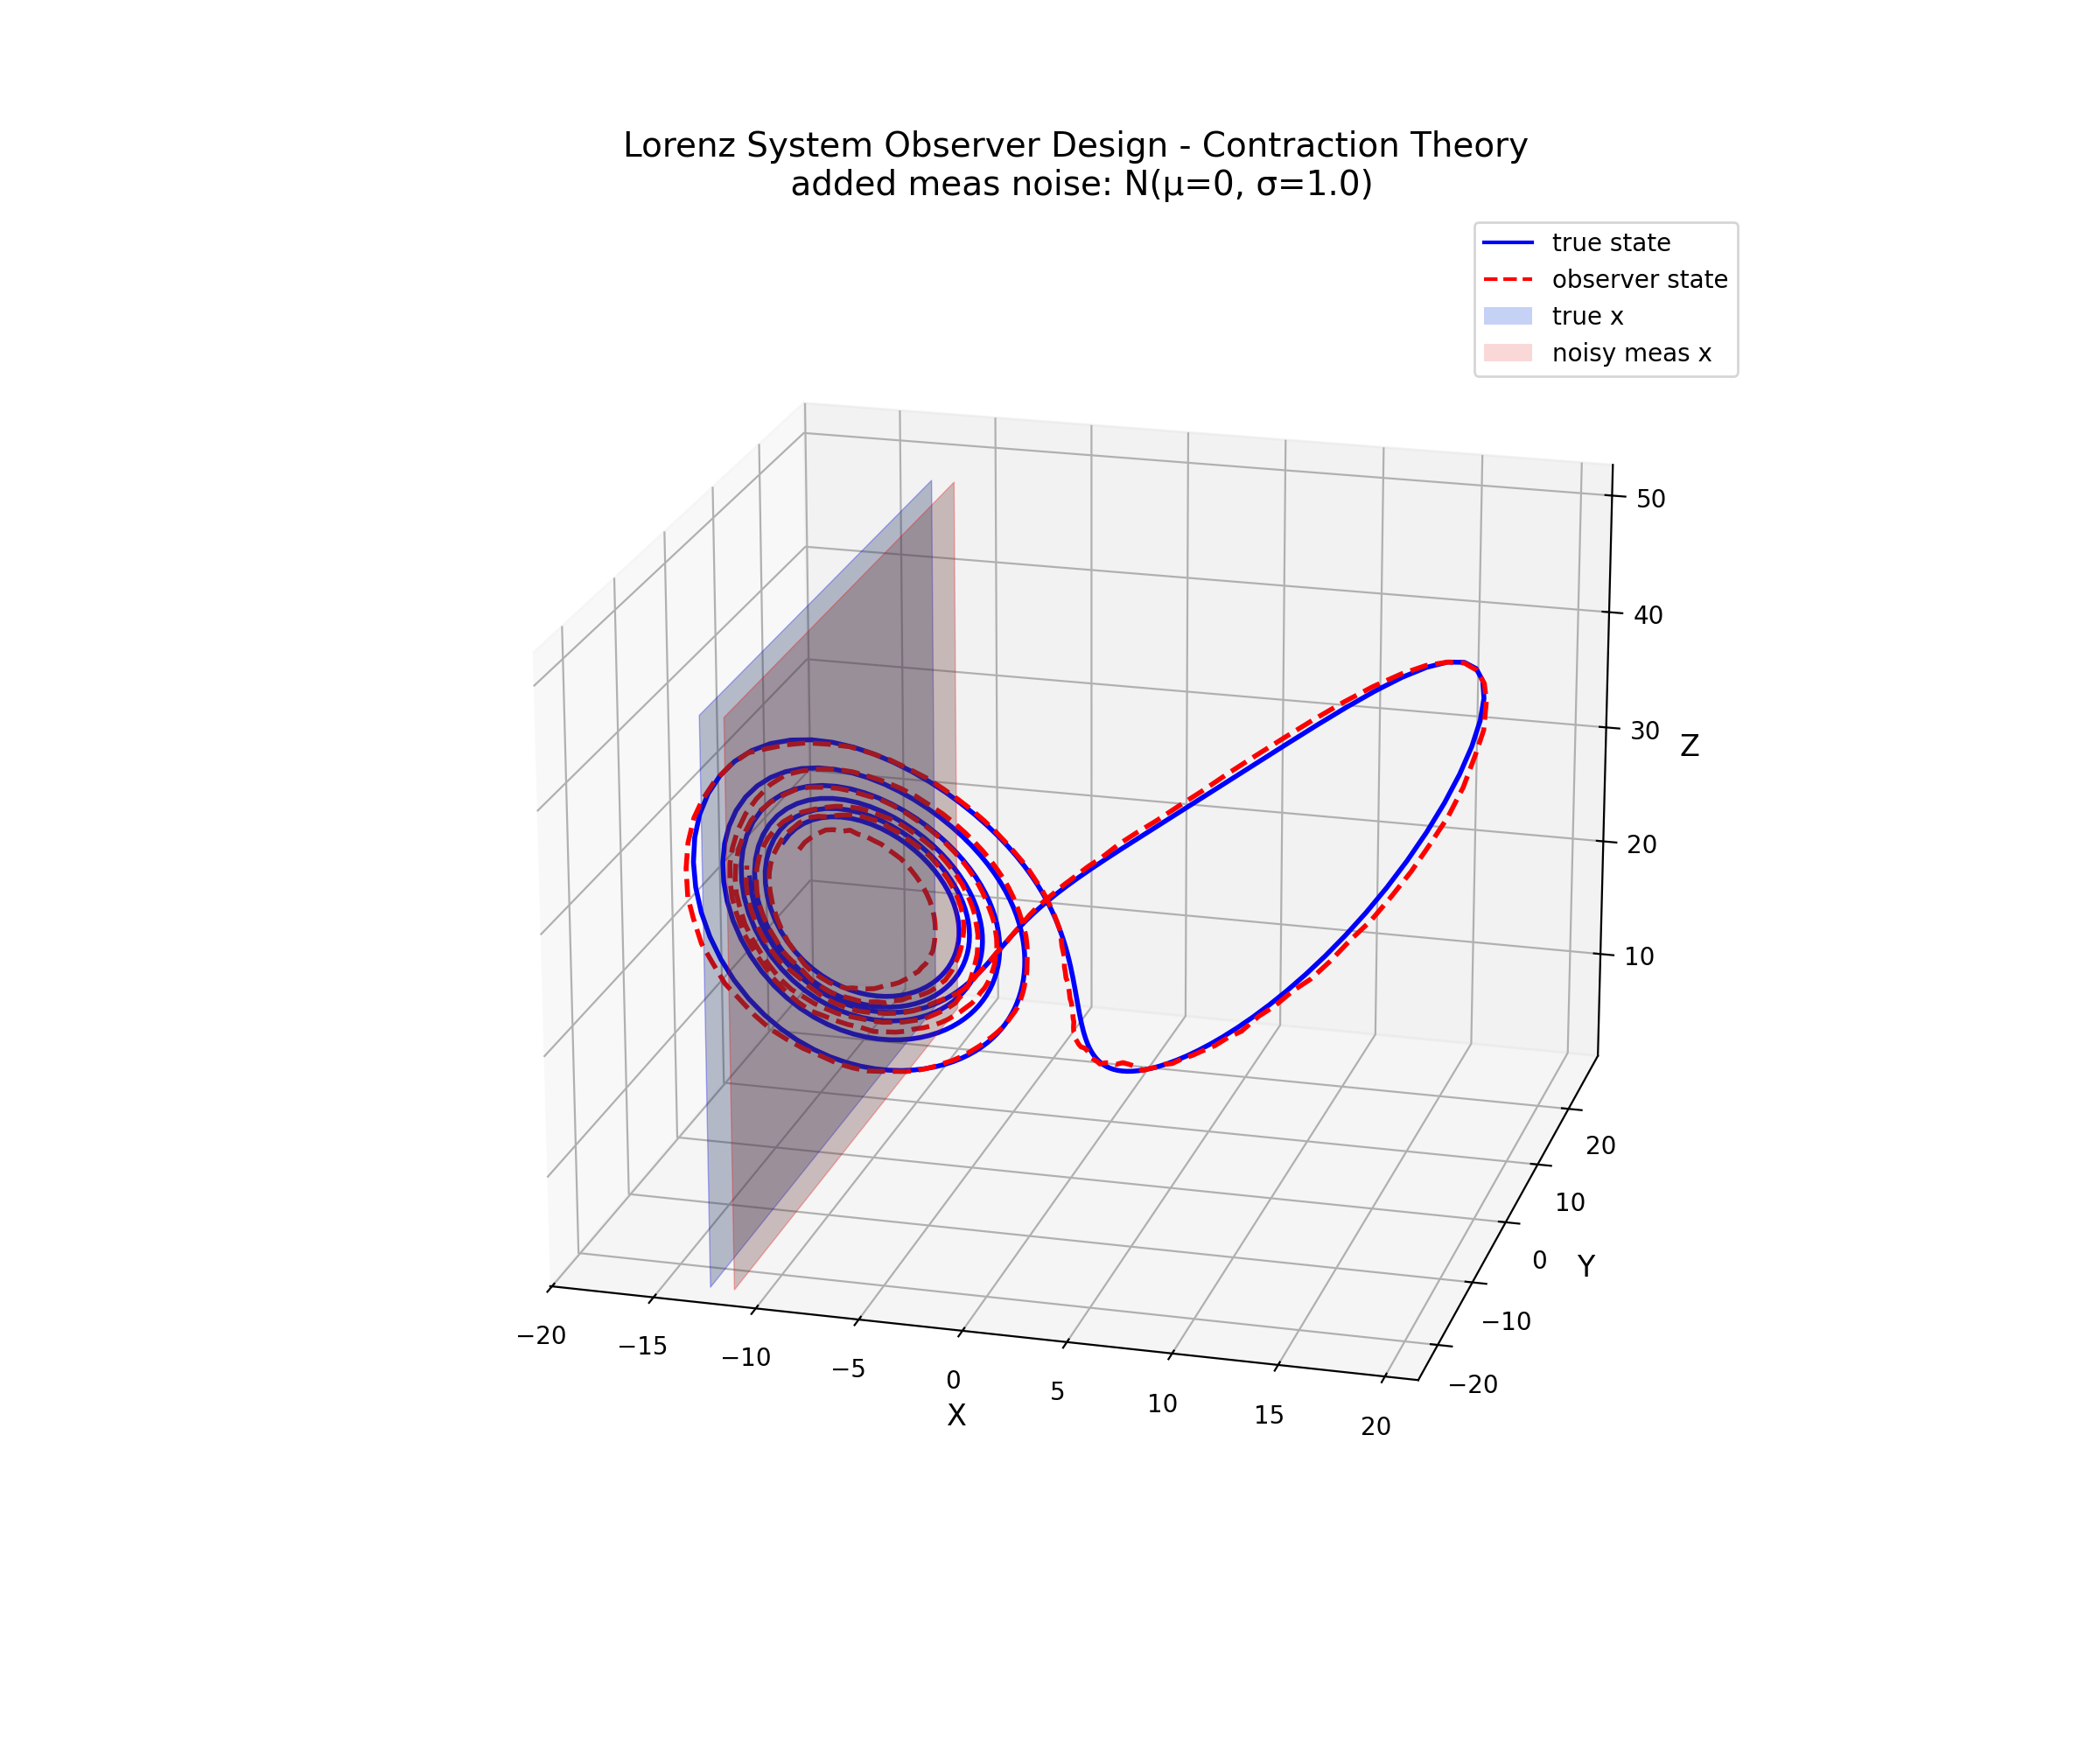 Lorenz System Observer Design - Contraction Theory
added meas noise: N(μ=0, σ=1.0)
true state
observer state
true x
noisy meas x
50
40
30
20
10
Z
20
10
0
−10
−20
Y
−20
−15
−10
−5
0
5
10
15
20
X